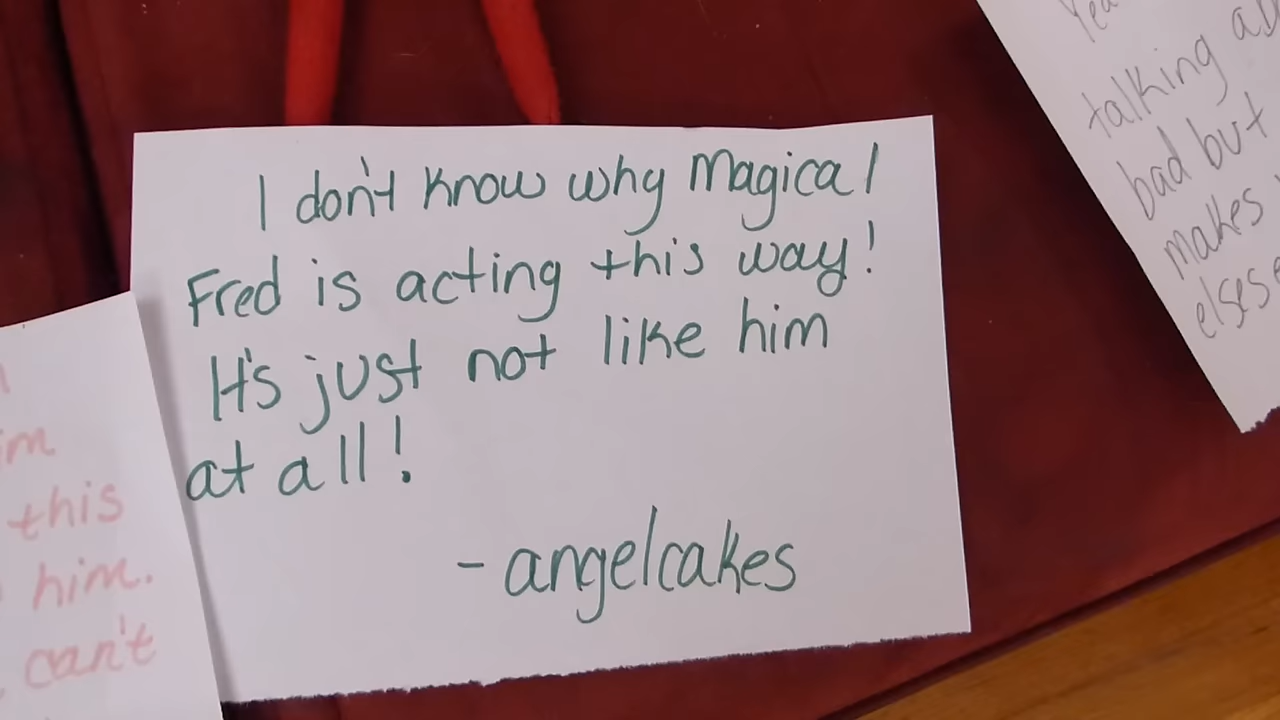 I don't know why Magical
Fred is acting this way!
It's just not like him
at all!
- angelcakes
this
him.
can't
talking
bad but
makes